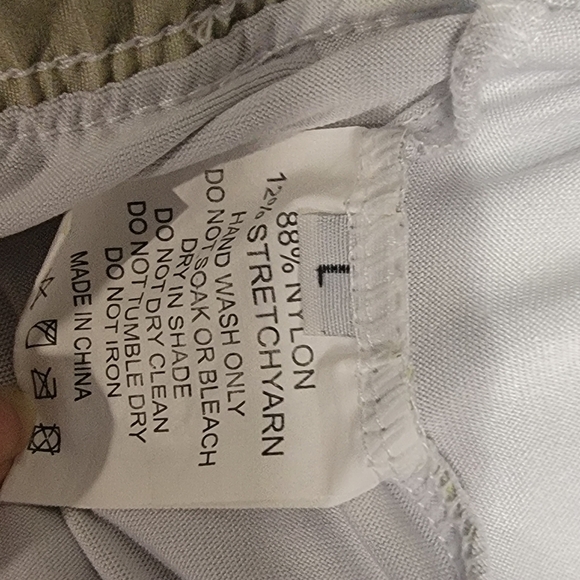 L
88% NYLON
12% STRETCHYARN
HAND WASH ONLY
DO NOT SOAK OR BLEACH
DRY IN SHADE
DO NOT DRY CLEAN
DO NOT TUMBLE DRY
DO NOT IRON
MADE IN CHINA